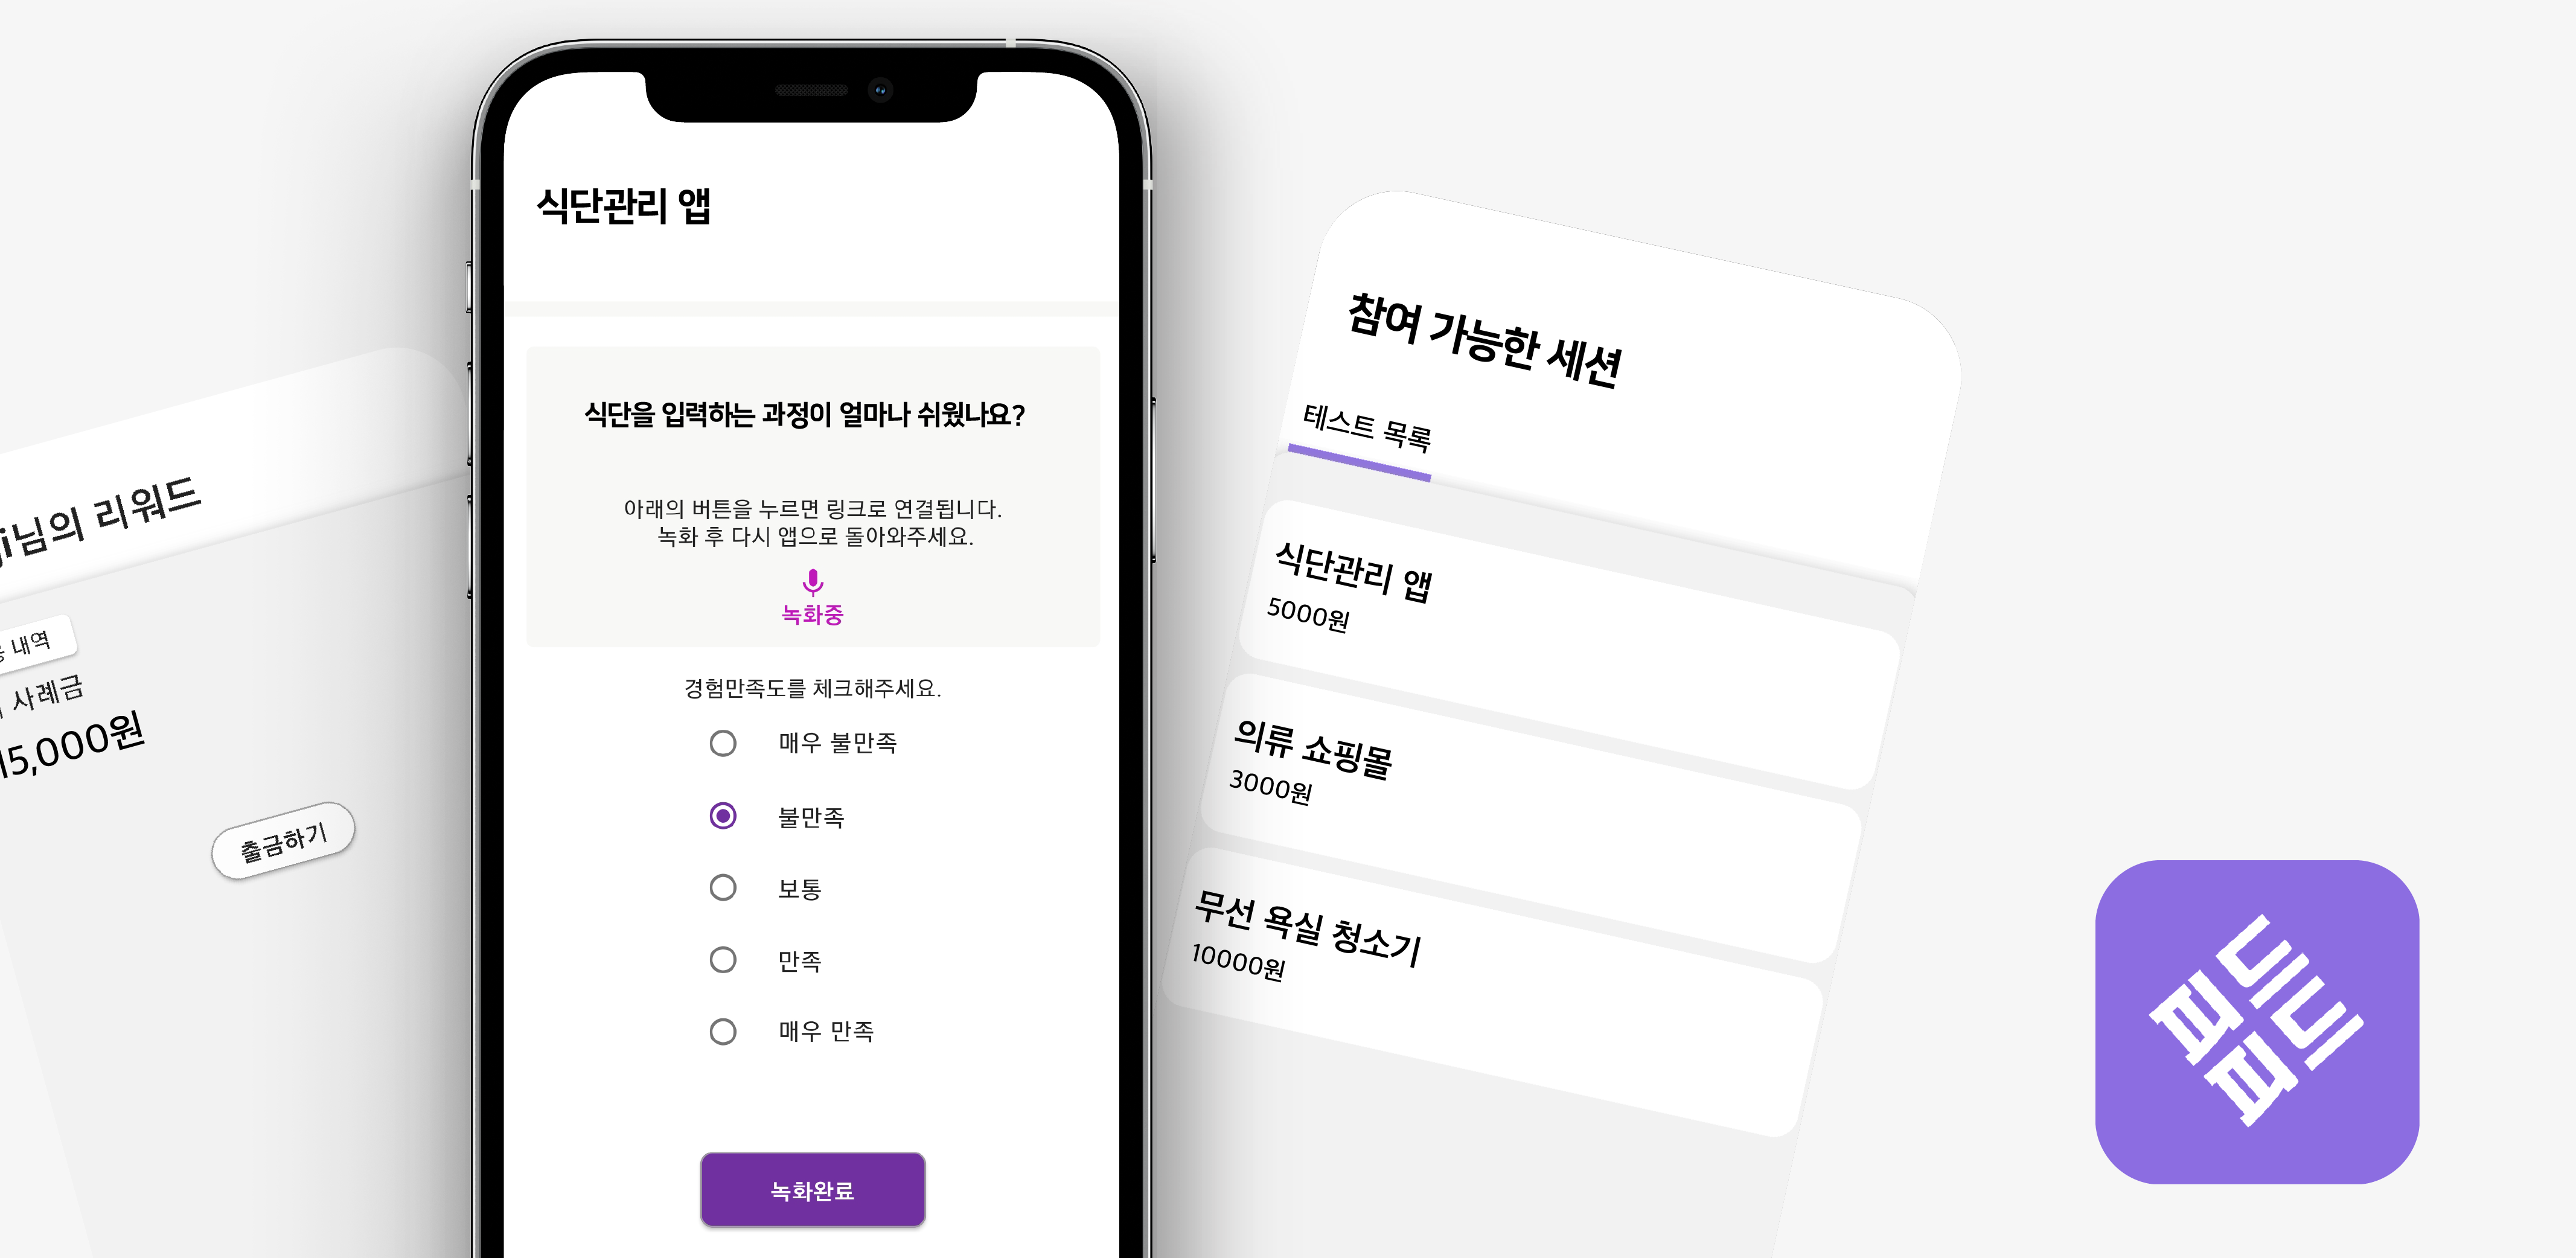 식단관리 앱
식단을 입력하는 과정이 얼마나 쉬웠나요?
아래의 버튼을 누르면 링크로 연결됩니다.
녹화 후 다시 앱으로 돌아와주세요.
녹화중
경험만족도를 체크해주세요.
매우 불만족
불만족
보통
만족
매우 만족
녹화완료
i님의 리워드
내역
사례금
15,000원
출금하기
참여 가능한 세션
테스트 목록
식단관리 앱
5000원
의류 쇼핑몰
3000원
무선 욕실 청소기
10000원
피드
피드